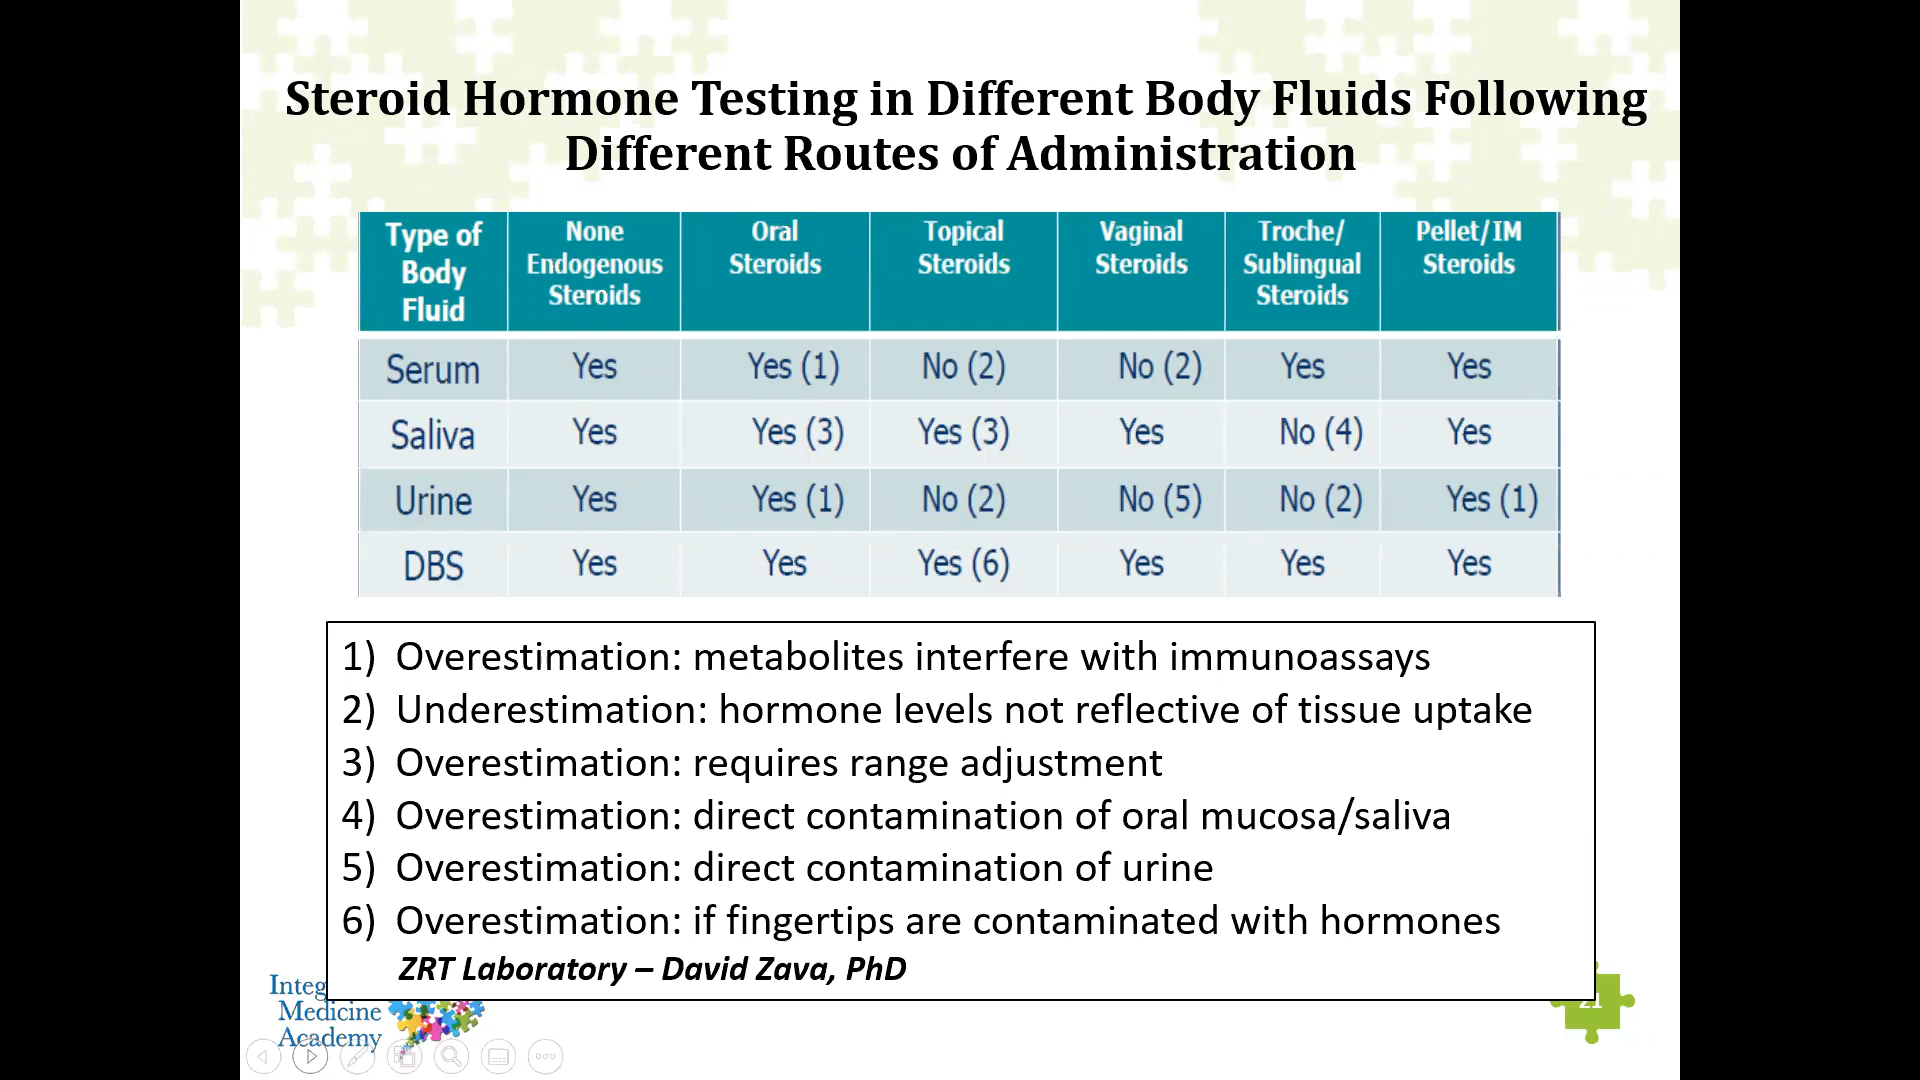 Steroid Hormone Testing in Different Body Fluids Following
Different Routes of Administration
Type of Body Fluid | None Endogenous Steroids | Oral Steroids | Topical Steroids | Vaginal Steroids | Troche/ Sublingual Steroids | Pellet/IM Steroids
Serum | Yes | Yes (1) | No (2) | No (2) | Yes | Yes
Saliva | Yes | Yes (3) | Yes (3) | Yes | No (4) | Yes
Urine | Yes | Yes (1) | No (2) | No (5) | No (2) | Yes (1)
DBS | Yes | Yes | Yes (6) | Yes | Yes | Yes
1) Overestimation: metabolites interfere with immunoassays
2) Underestimation: hormone levels not reflective of tissue uptake
3) Overestimation: requires range adjustment
4) Overestimation: direct contamination of oral mucosa/saliva
5) Overestimation: direct contamination of urine
6) Overestimation: if fingertips are contaminated with hormones
ZRT Laboratory – David Zava, PhD
Integ
Medicine
Academy
21